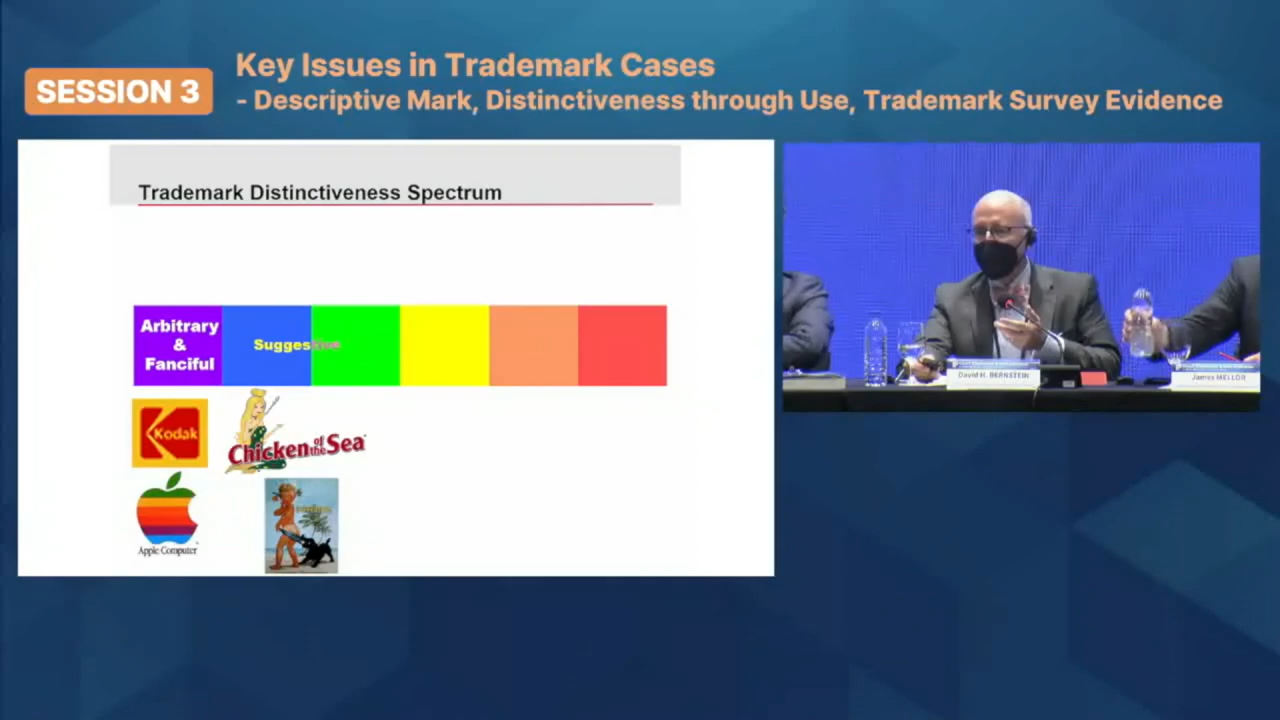 SESSION 3
Key Issues in Trademark Cases
- Descriptive Mark, Distinctiveness through Use, Trademark Survey Evidence
Trademark Distinctiveness Spectrum
Arbitrary
&
Fanciful
Suggestive
Kodak
Chicken of the Sea
Apple Computer
David H. BERNSTEIN
James MELLOR